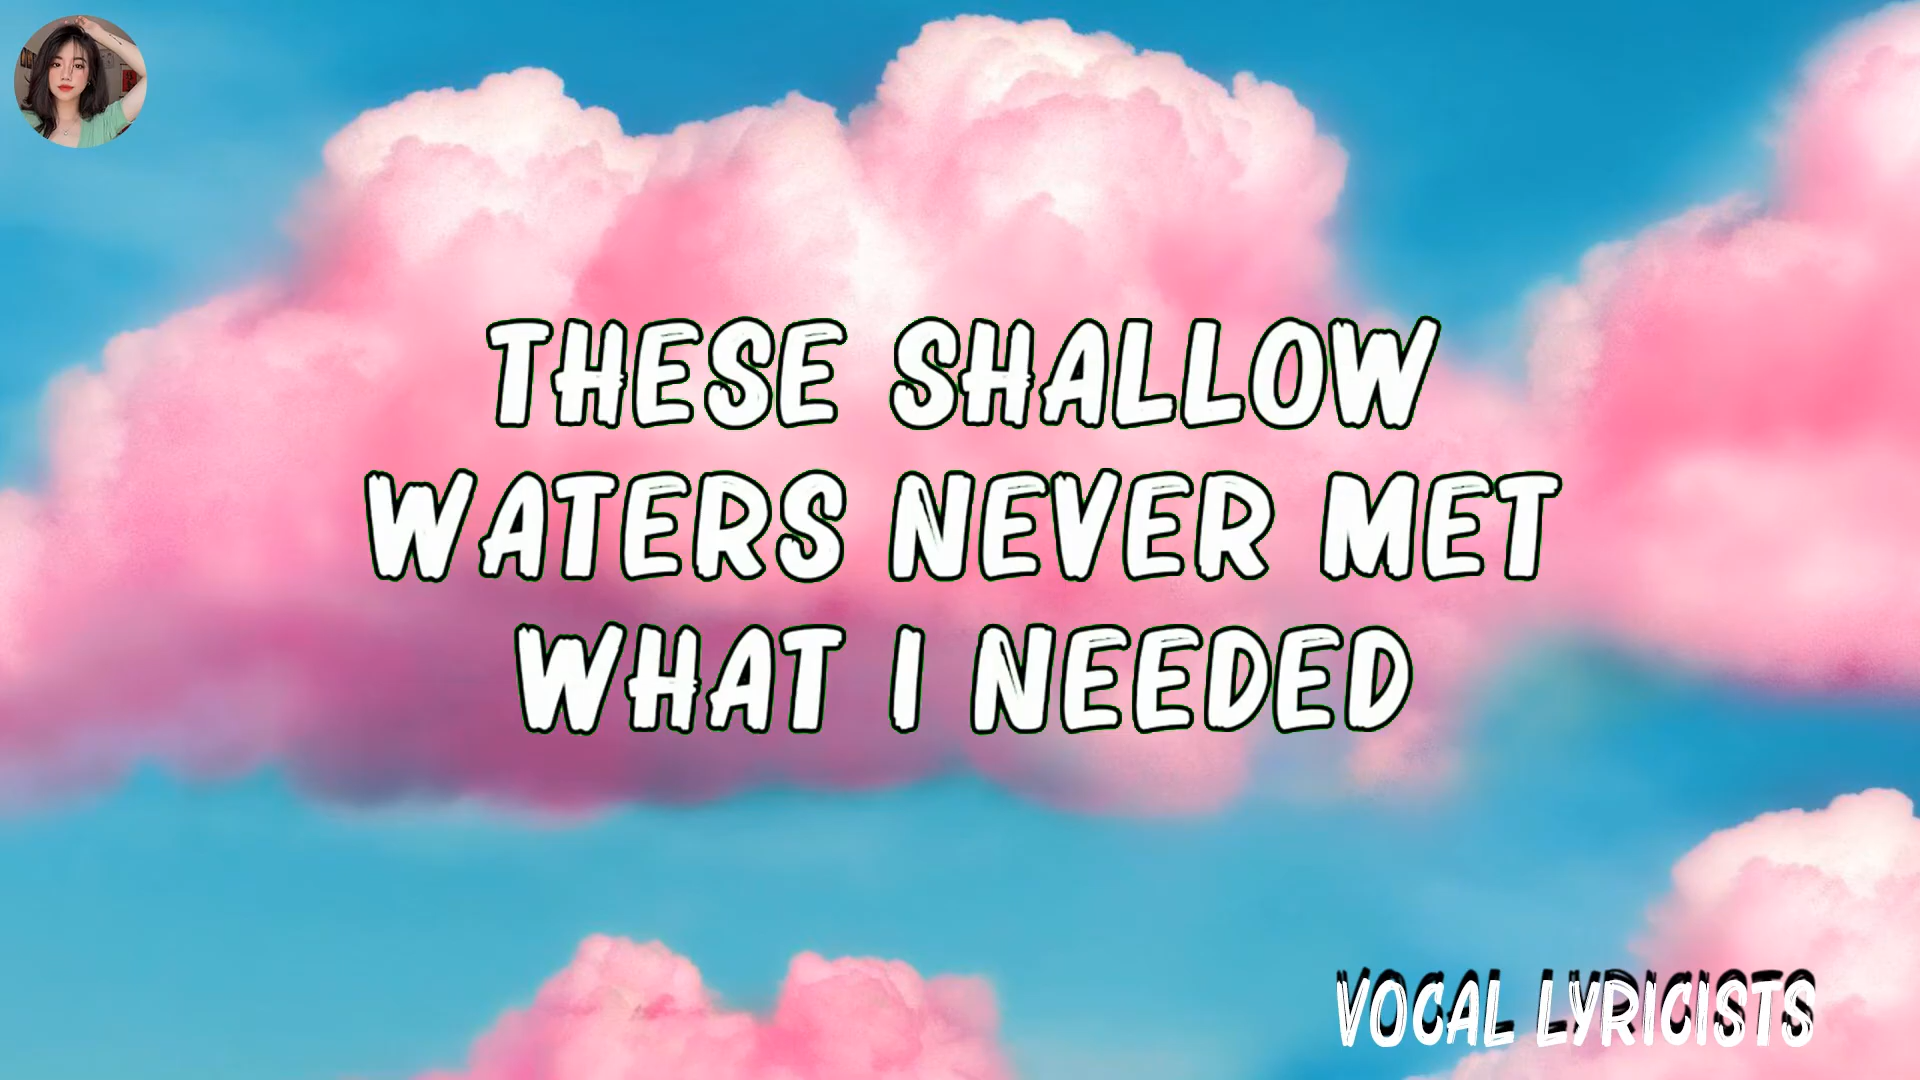 THESE SHALLOW
WATERS NEVER MET
WHAT I NEEDED
VOCAL LYRICISTS